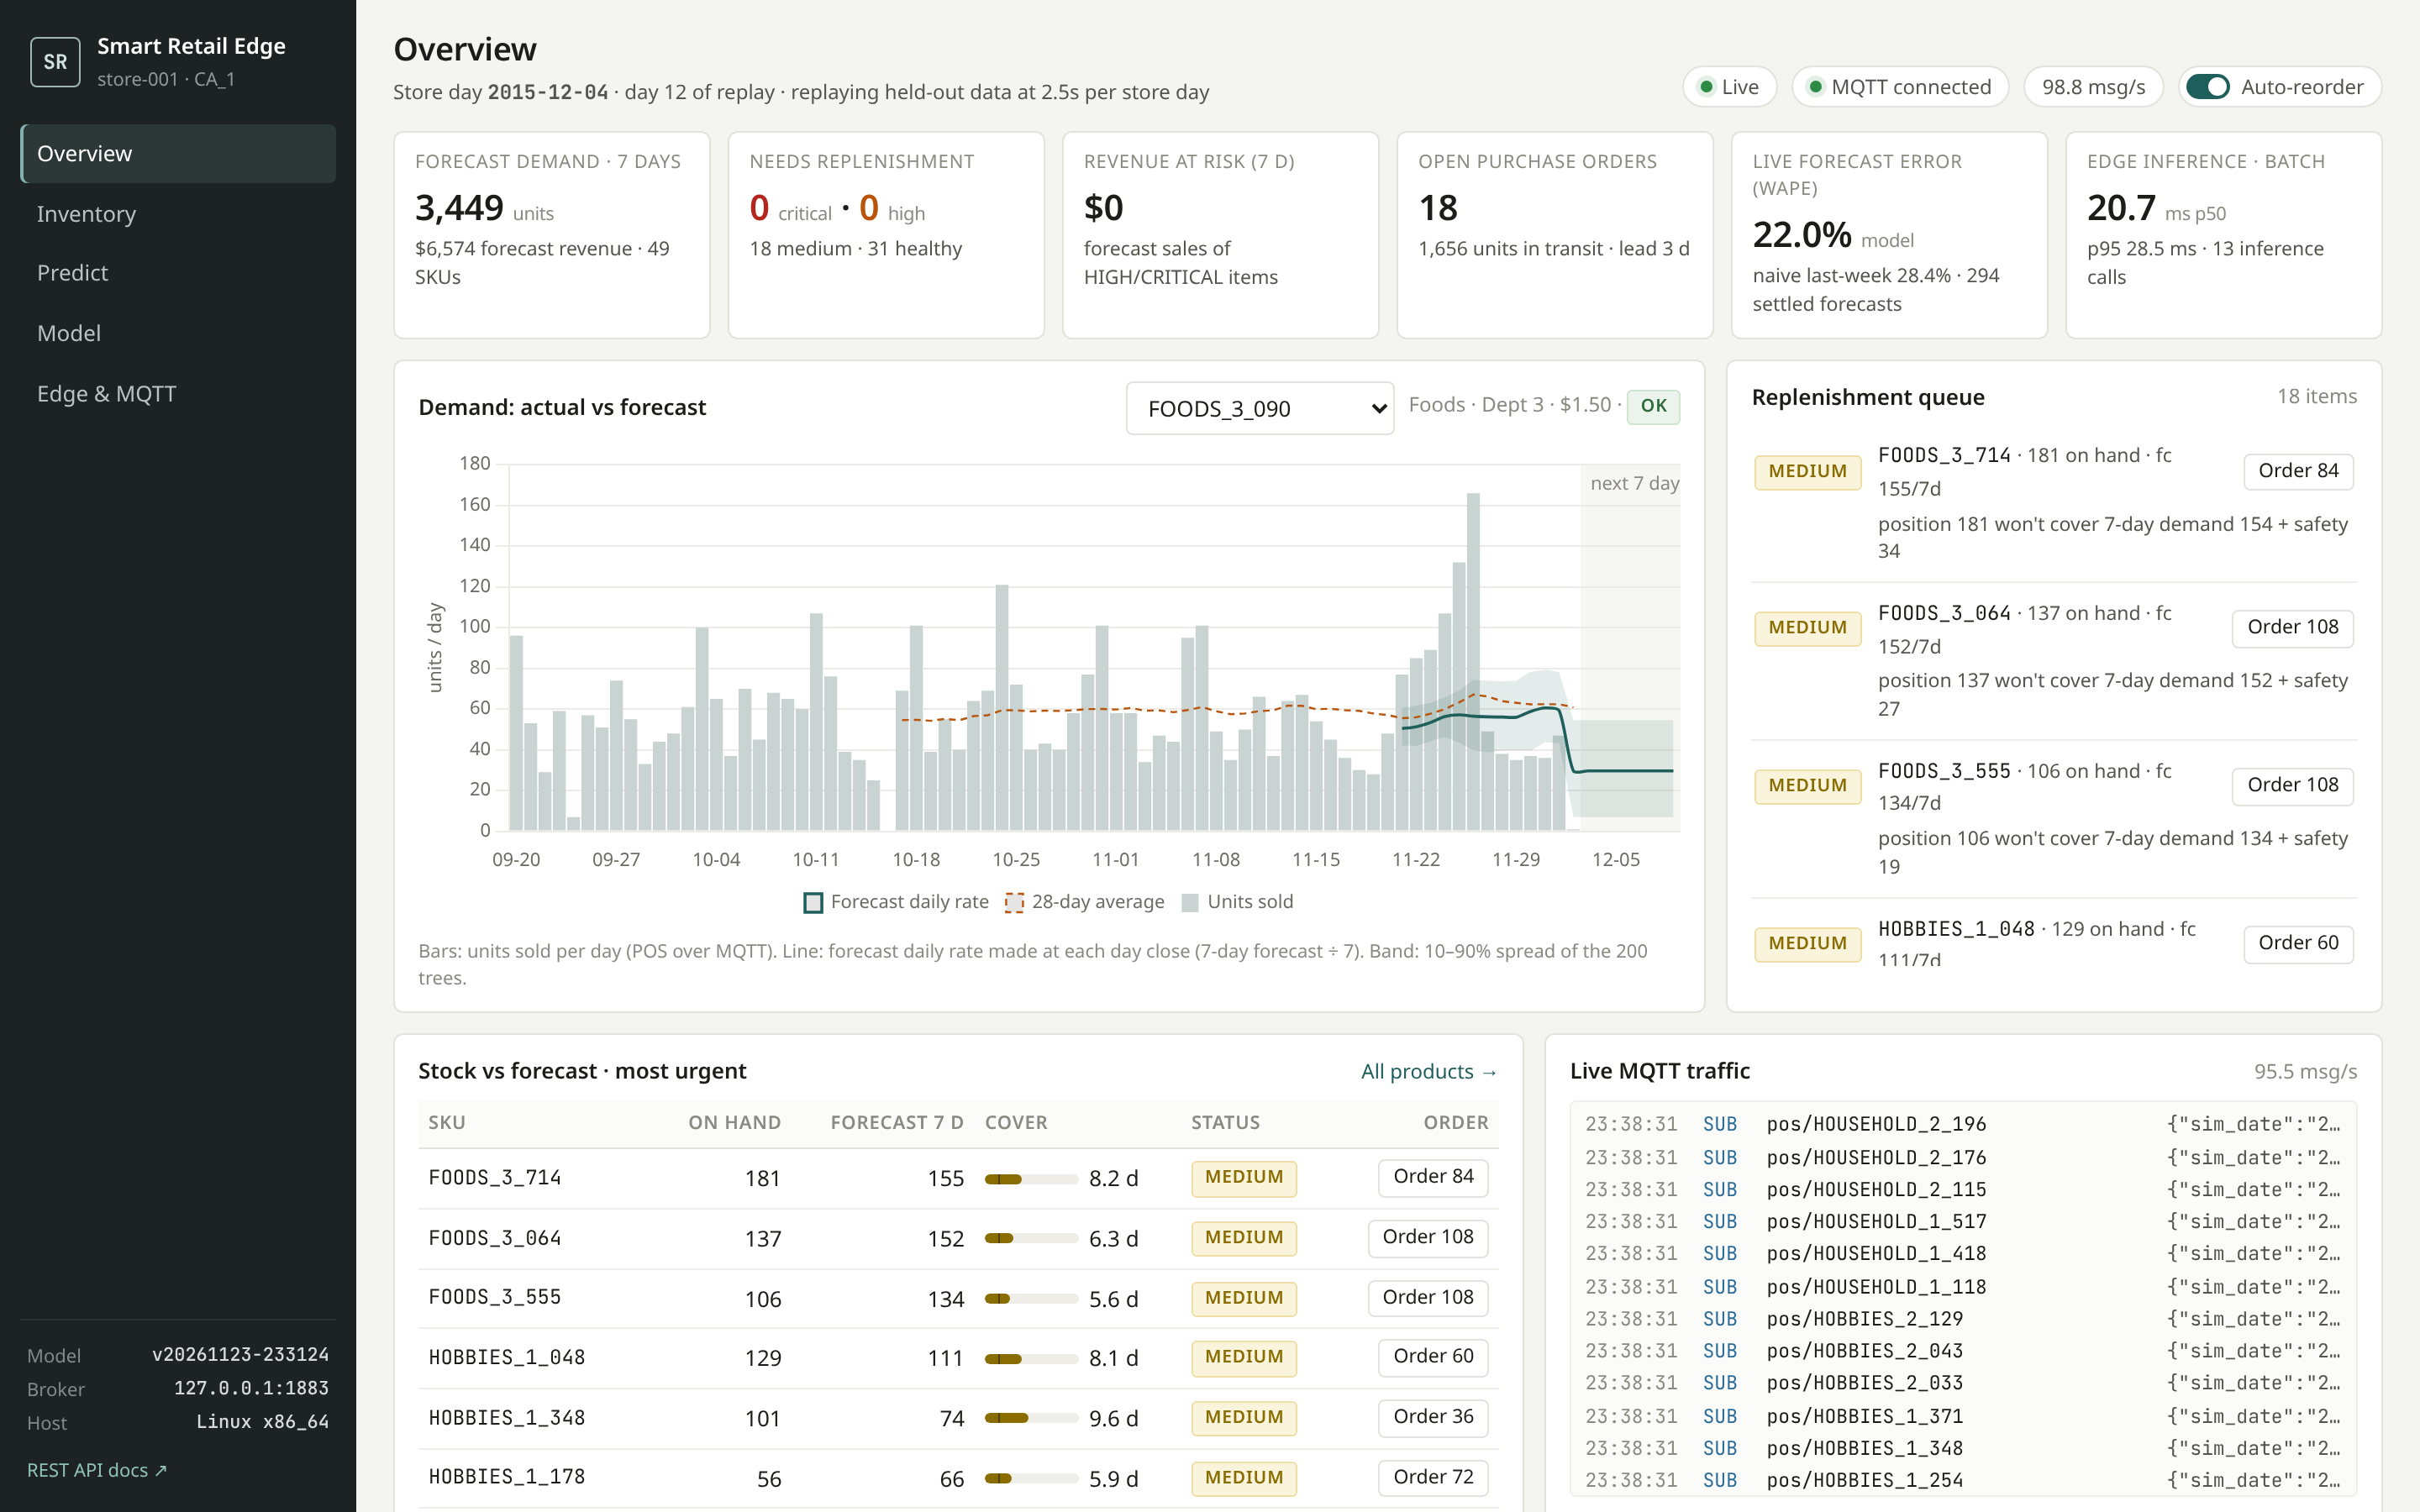 SR
Smart Retail Edge
store-001 · CA_1
Overview
Inventory
Predict
Model
Edge & MQTT
Model v20261123-233124
Broker 127.0.0.1:1883
Host Linux x86_64
REST API docs ↗
Overview
Store day 2015-12-04 · day 12 of replay · replaying held-out data at 2.5s per store day
Live
MQTT connected
98.8 msg/s
Auto-reorder
FORECAST DEMAND · 7 DAYS
3,449 units
$6,574 forecast revenue · 49
SKUs
NEEDS REPLENISHMENT
0 critical · 0 high
18 medium · 31 healthy
REVENUE AT RISK (7 D)
$0
forecast sales of
HIGH/CRITICAL items
OPEN PURCHASE ORDERS
18
1,656 units in transit · lead 3 d
LIVE FORECAST ERROR
(WAPE)
22.0% model
naive last-week 28.4% · 294
settled forecasts
EDGE INFERENCE · BATCH
20.7 ms p50
p95 28.5 ms · 13 inference
calls
Demand: actual vs forecast
FOODS_3_090
Foods · Dept 3 · $1.50 · OK
units / day
180
160
140
120
100
80
60
40
20
0
next 7 day
09-20 09-27 10-04 10-11 10-18 10-25 11-01 11-08 11-15 11-22 11-29 12-05
Forecast daily rate 28-day average Units sold
Bars: units sold per day (POS over MQTT). Line: forecast daily rate made at each day close (7-day forecast ÷ 7). Band: 10–90% spread of the 200
trees.
Replenishment queue 18 items
MEDIUM FOODS_3_714 · 181 on hand · fc
155/7d
Order 84
position 181 won't cover 7-day demand 154 + safety
34
MEDIUM FOODS_3_064 · 137 on hand · fc
152/7d
Order 108
position 137 won't cover 7-day demand 152 + safety
27
MEDIUM FOODS_3_555 · 106 on hand · fc
134/7d
Order 108
position 106 won't cover 7-day demand 134 + safety
19
MEDIUM HOBBIES_1_048 · 129 on hand · fc
111/7d
Order 60
Stock vs forecast · most urgent All products →
SKU ON HAND FORECAST 7 D COVER STATUS ORDER
FOODS_3_714 181 155 8.2 d MEDIUM Order 84
FOODS_3_064 137 152 6.3 d MEDIUM Order 108
FOODS_3_555 106 134 5.6 d MEDIUM Order 108
HOBBIES_1_048 129 111 8.1 d MEDIUM Order 60
HOBBIES_1_348 101 74 9.6 d MEDIUM Order 36
HOBBIES_1_178 56 66 5.9 d MEDIUM Order 72
Live MQTT traffic 95.5 msg/s
23:38:31 SUB pos/HOUSEHOLD_2_196 {"sim_date":"2…
23:38:31 SUB pos/HOUSEHOLD_2_176 {"sim_date":"2…
23:38:31 SUB pos/HOUSEHOLD_2_115 {"sim_date":"2…
23:38:31 SUB pos/HOUSEHOLD_1_517 {"sim_date":"2…
23:38:31 SUB pos/HOUSEHOLD_1_418 {"sim_date":"2…
23:38:31 SUB pos/HOUSEHOLD_1_118 {"sim_date":"2…
23:38:31 SUB pos/HOBBIES_2_129 {"sim_date":"2…
23:38:31 SUB pos/HOBBIES_2_043 {"sim_date":"2…
23:38:31 SUB pos/HOBBIES_2_033 {"sim_date":"2…
23:38:31 SUB pos/HOBBIES_1_371 {"sim_date":"2…
23:38:31 SUB pos/HOBBIES_1_348 {"sim_date":"2…
23:38:31 SUB pos/HOBBIES_1_254 {"sim_date":"2…